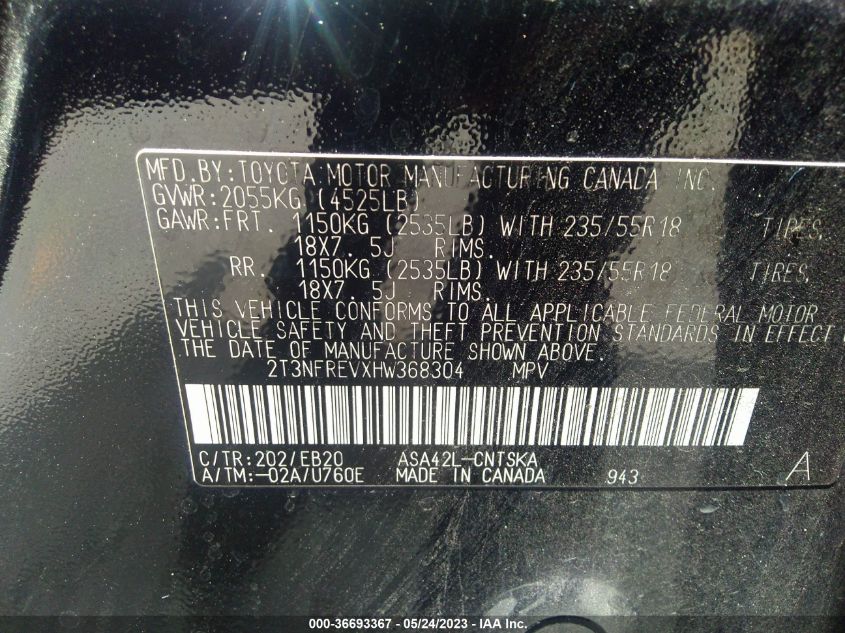 MFD.BY:TOYOTA MOTOR MANUFACTURING CANADA INC.
GVWR:2055KG (4525LB)
GAWR:FRT. 1150KG (2535LB) WITH 235/55R18 TIRES,
18X7.5J RIMS.
RR. 1150KG (2535LB) WITH 235/55R18 TIRES,
18X7.5J RIMS.
THIS VEHICLE CONFORMS TO ALL APPLICABLE FEDERAL MOTOR
VEHICLE SAFETY AND THEFT PREVENTION STANDARDS IN EFFECT
THE DATE OF MANUFACTURE SHOWN ABOVE.
2T3NFREVXHW368304 MPV
C/TR:202/EB20 ASA42L-CNTSKA A
A/TM:-02A/U760E MADE IN CANADA 943
000-36693367 - 05/24/2023 - IAA Inc.